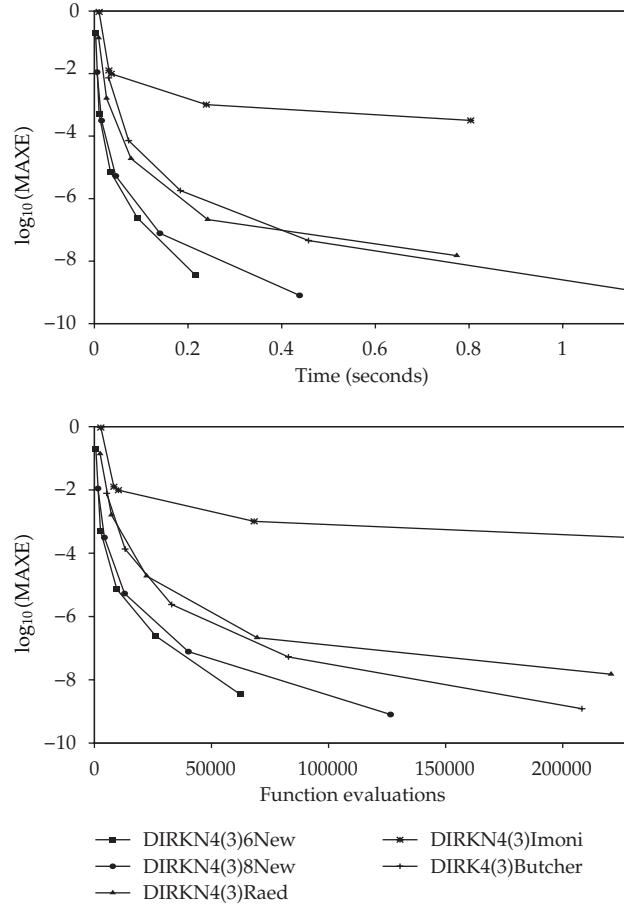 0
−2
−4
−6
−8
−10
log10 (MAXE)
0 0.2 0.4 0.6 0.8 1
Time (seconds)
0
−2
−4
−6
−8
−10
log10 (MAXE)
0 50000 100000 150000 200000
Function evaluations
DIRKN4(3)6New
DIRKN4(3)8New
DIRKN4(3)Raed
DIRKN4(3)Imoni
DIRK4(3)Butcher